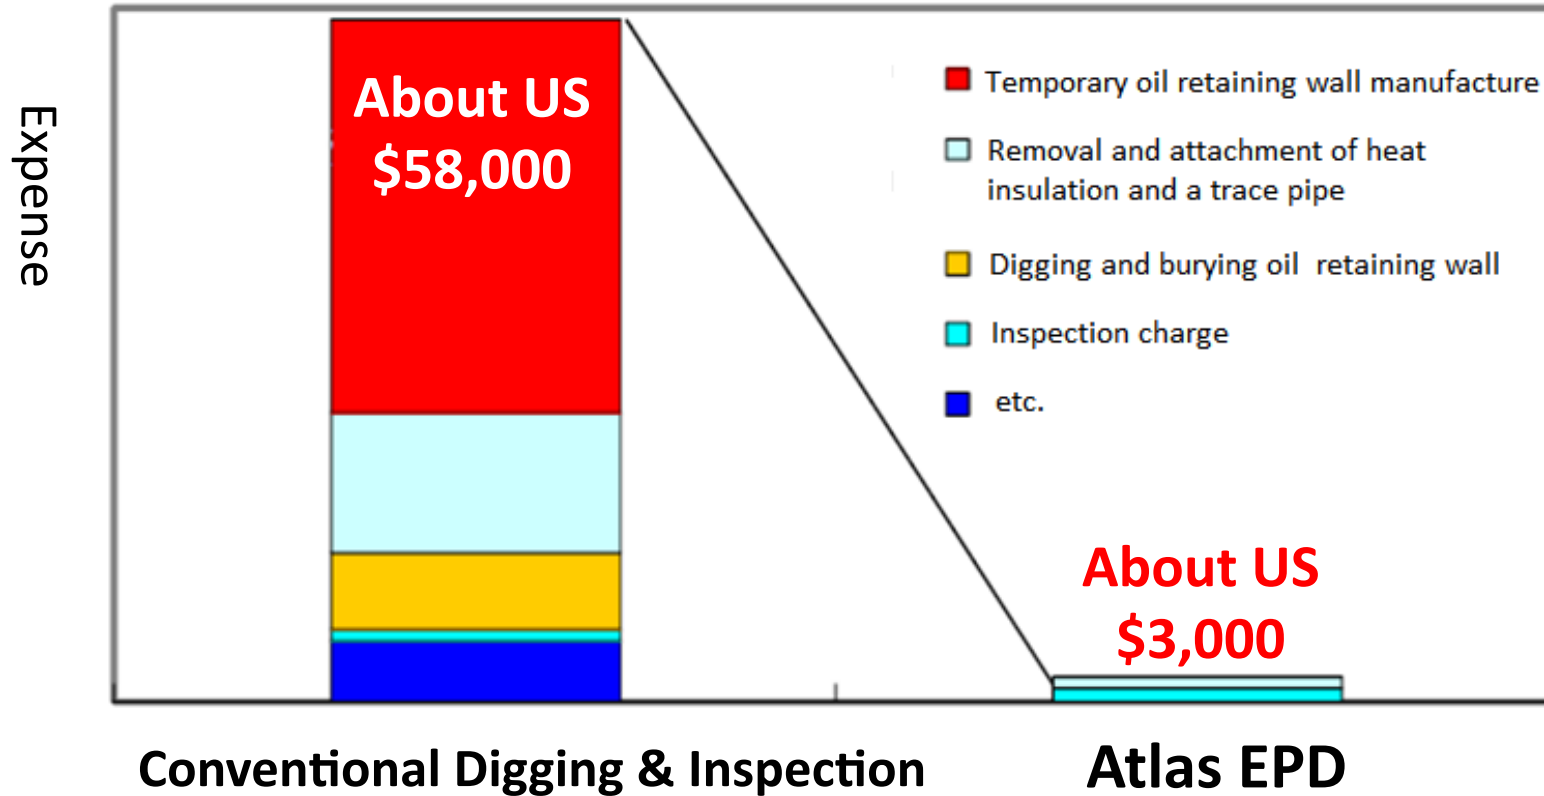 Expense
About US
$58,000
Temporary oil retaining wall manufacture
Removal and attachment of heat
insulation and a trace pipe
Digging and burying oil retaining wall
Inspection charge
etc.
About US
$3,000
Conventional Digging & Inspection
Atlas EPD